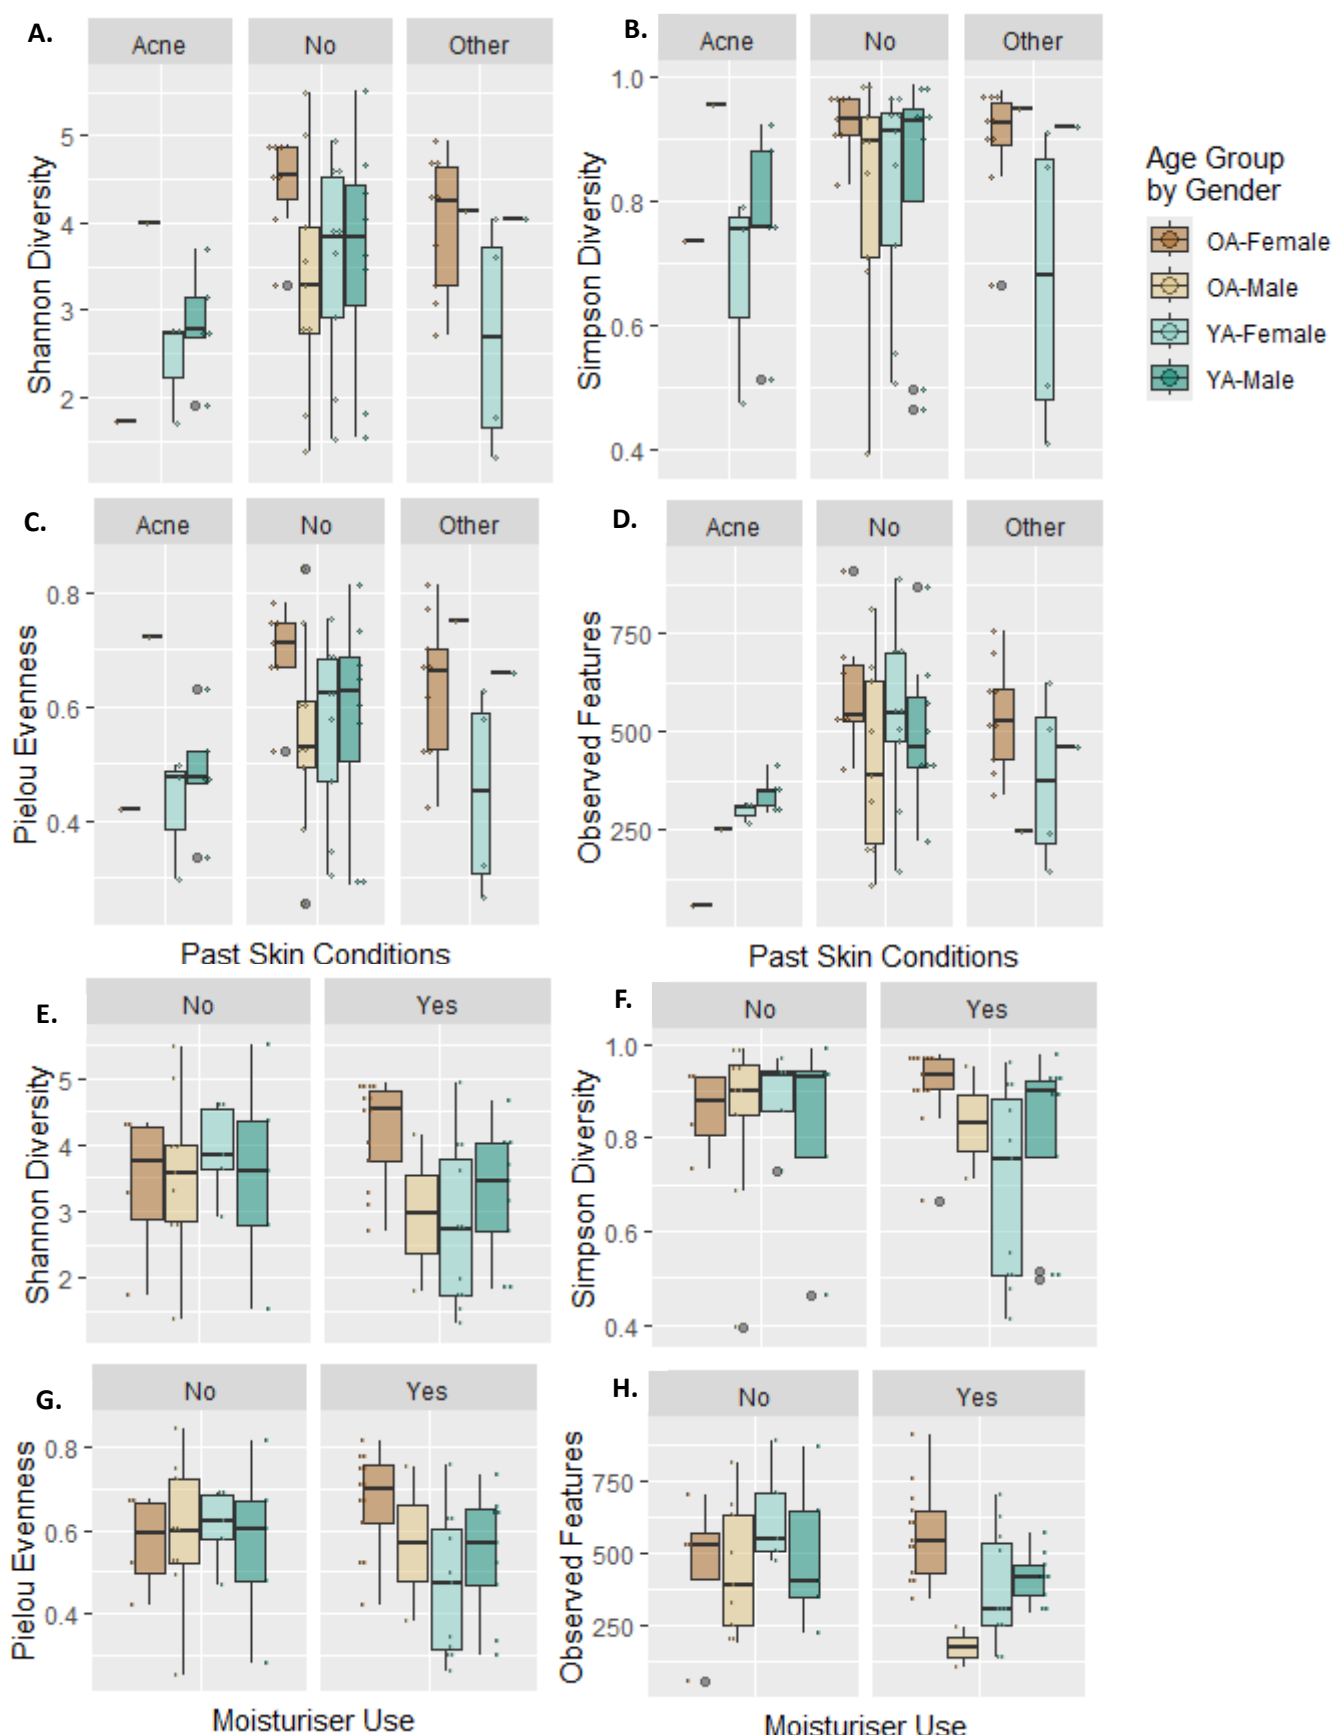 A.
Acne No Other
Shannon Diversity
5
4
3
2
B.
Acne No Other
Simpson Diversity
1.0
0.8
0.6
0.4
Age Group
by Gender
OA-Female
OA-Male
YA-Female
YA-Male
C.
Acne No Other
Pielou Evenness
0.8
0.6
0.4
Past Skin Conditions
D.
Acne No Other
Observed Features
750
500
250
Past Skin Conditions
E.
No Yes
Shannon Diversity
5
4
3
2
F.
No Yes
Simpson Diversity
1.0
0.8
0.6
0.4
G.
No Yes
Pielou Evenness
0.8
0.6
0.4
Moisturiser Use
H.
No Yes
Observed Features
750
500
250
Moisturiser Use